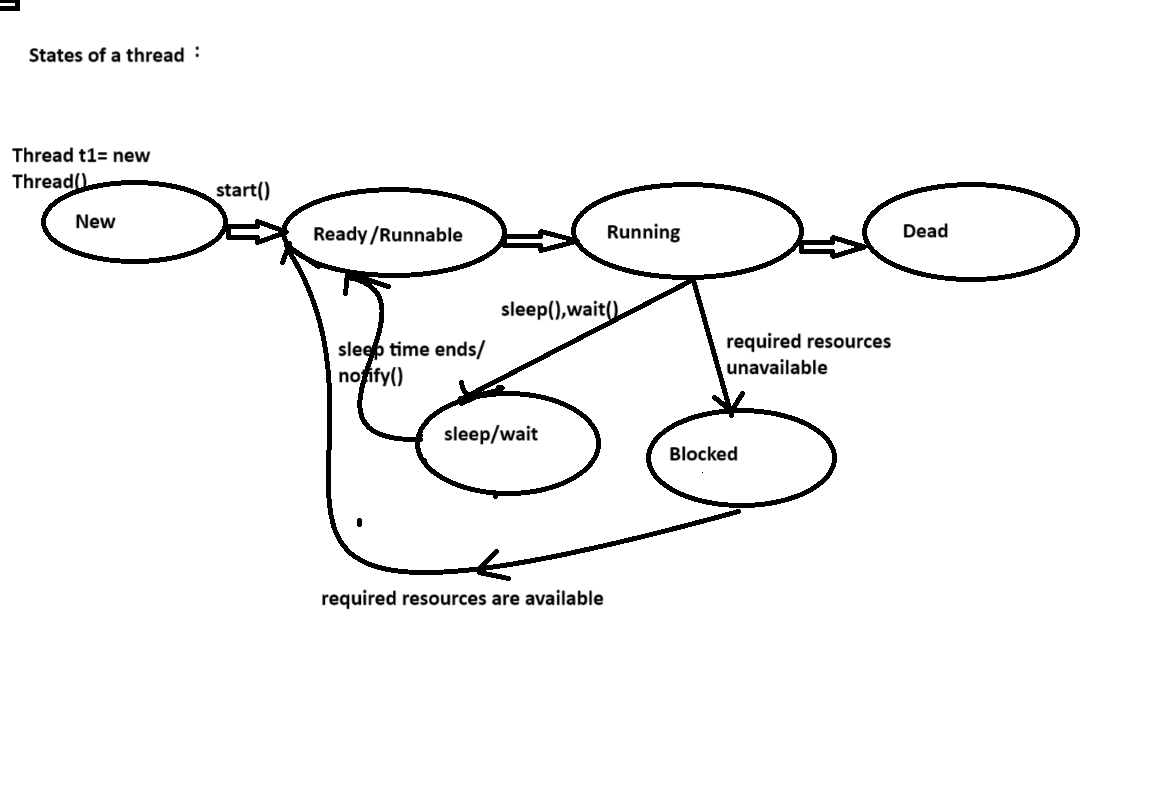 States of a thread :
Thread t1= new
Thread()
start()
New
Ready/Runnable
Running
Dead
sleep(),wait()
required resources
unavailable
sleep time ends/
notify()
sleep/wait
Blocked
required resources are available